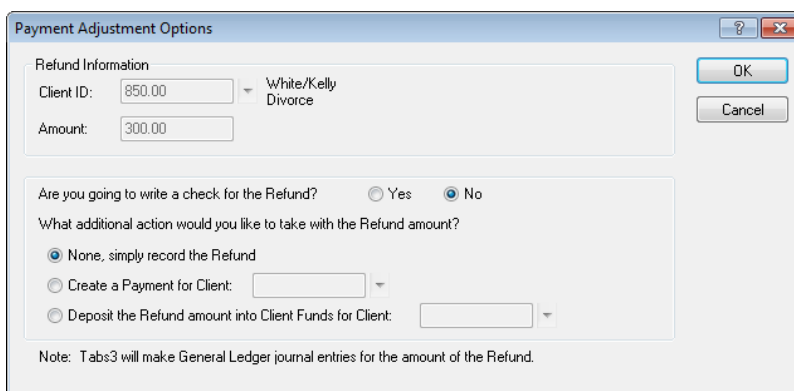 Payment Adjustment Options
?
Refund Information
OK
Client ID: 850.00 White/Kelly
Divorce
Cancel
Amount: 300.00
Are you going to write a check for the Refund? Yes No
What additional action would you like to take with the Refund amount?
None, simply record the Refund
Create a Payment for Client:
Deposit the Refund amount into Client Funds for Client:
Note: Tabs3 will make General Ledger journal entries for the amount of the Refund.